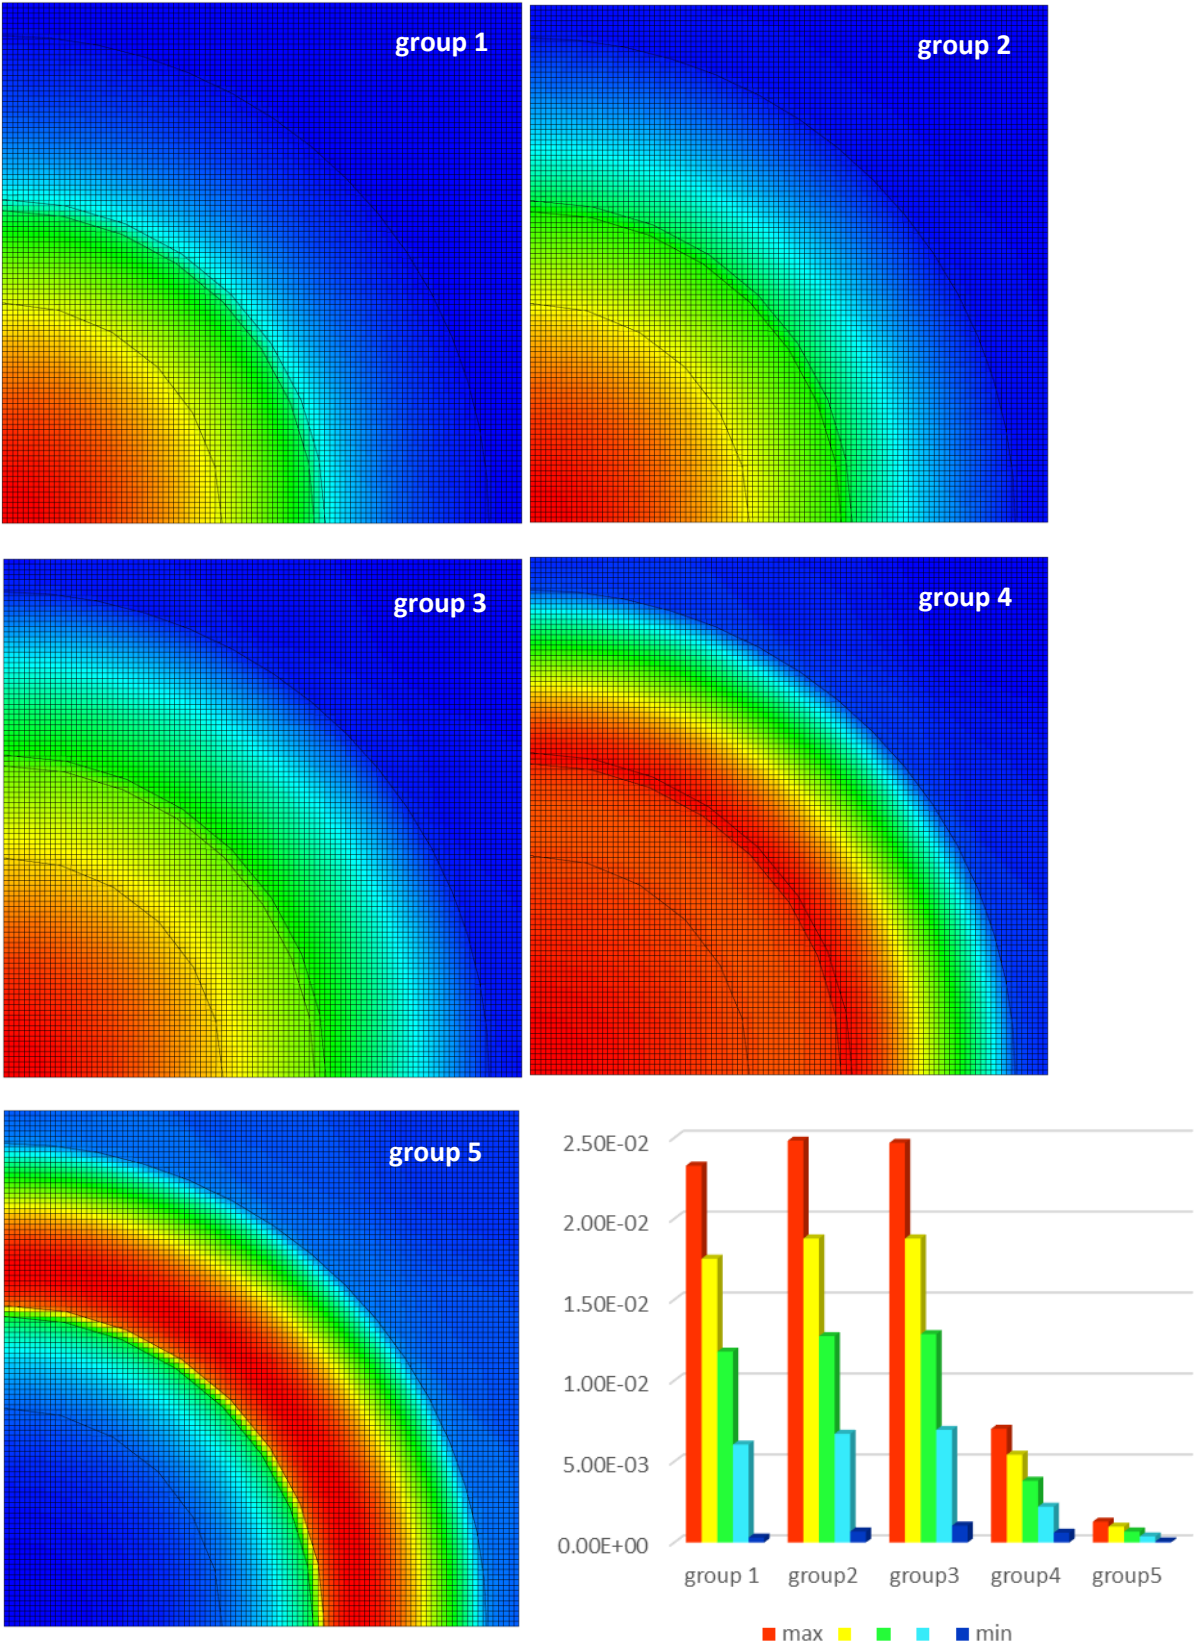 group 1
group 2
group 3
group 4
group 5
2.50E-02
2.00E-02
1.50E-02
1.00E-02
5.00E-03
0.00E+00
group 1 group2 group3 group4 group5
max min